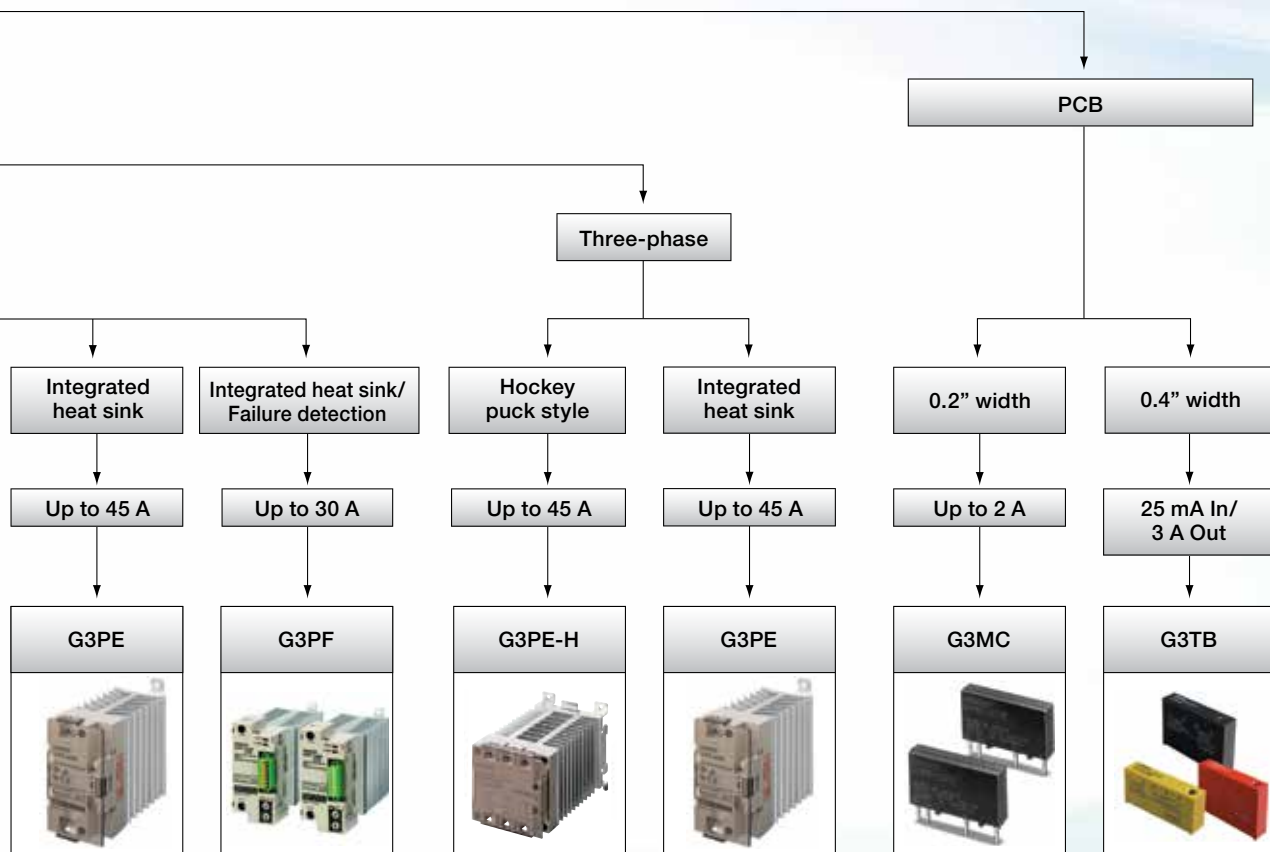 PCB
Three-phase
Integrated
heat sink
Integrated heat sink/
Failure detection
Hockey
puck style
Integrated
heat sink
0.2” width
0.4” width
Up to 45 A
Up to 30 A
Up to 45 A
Up to 45 A
Up to 2 A
25 mA In/
3 A Out
G3PE
G3PF
G3PE-H
G3PE
G3MC
G3TB